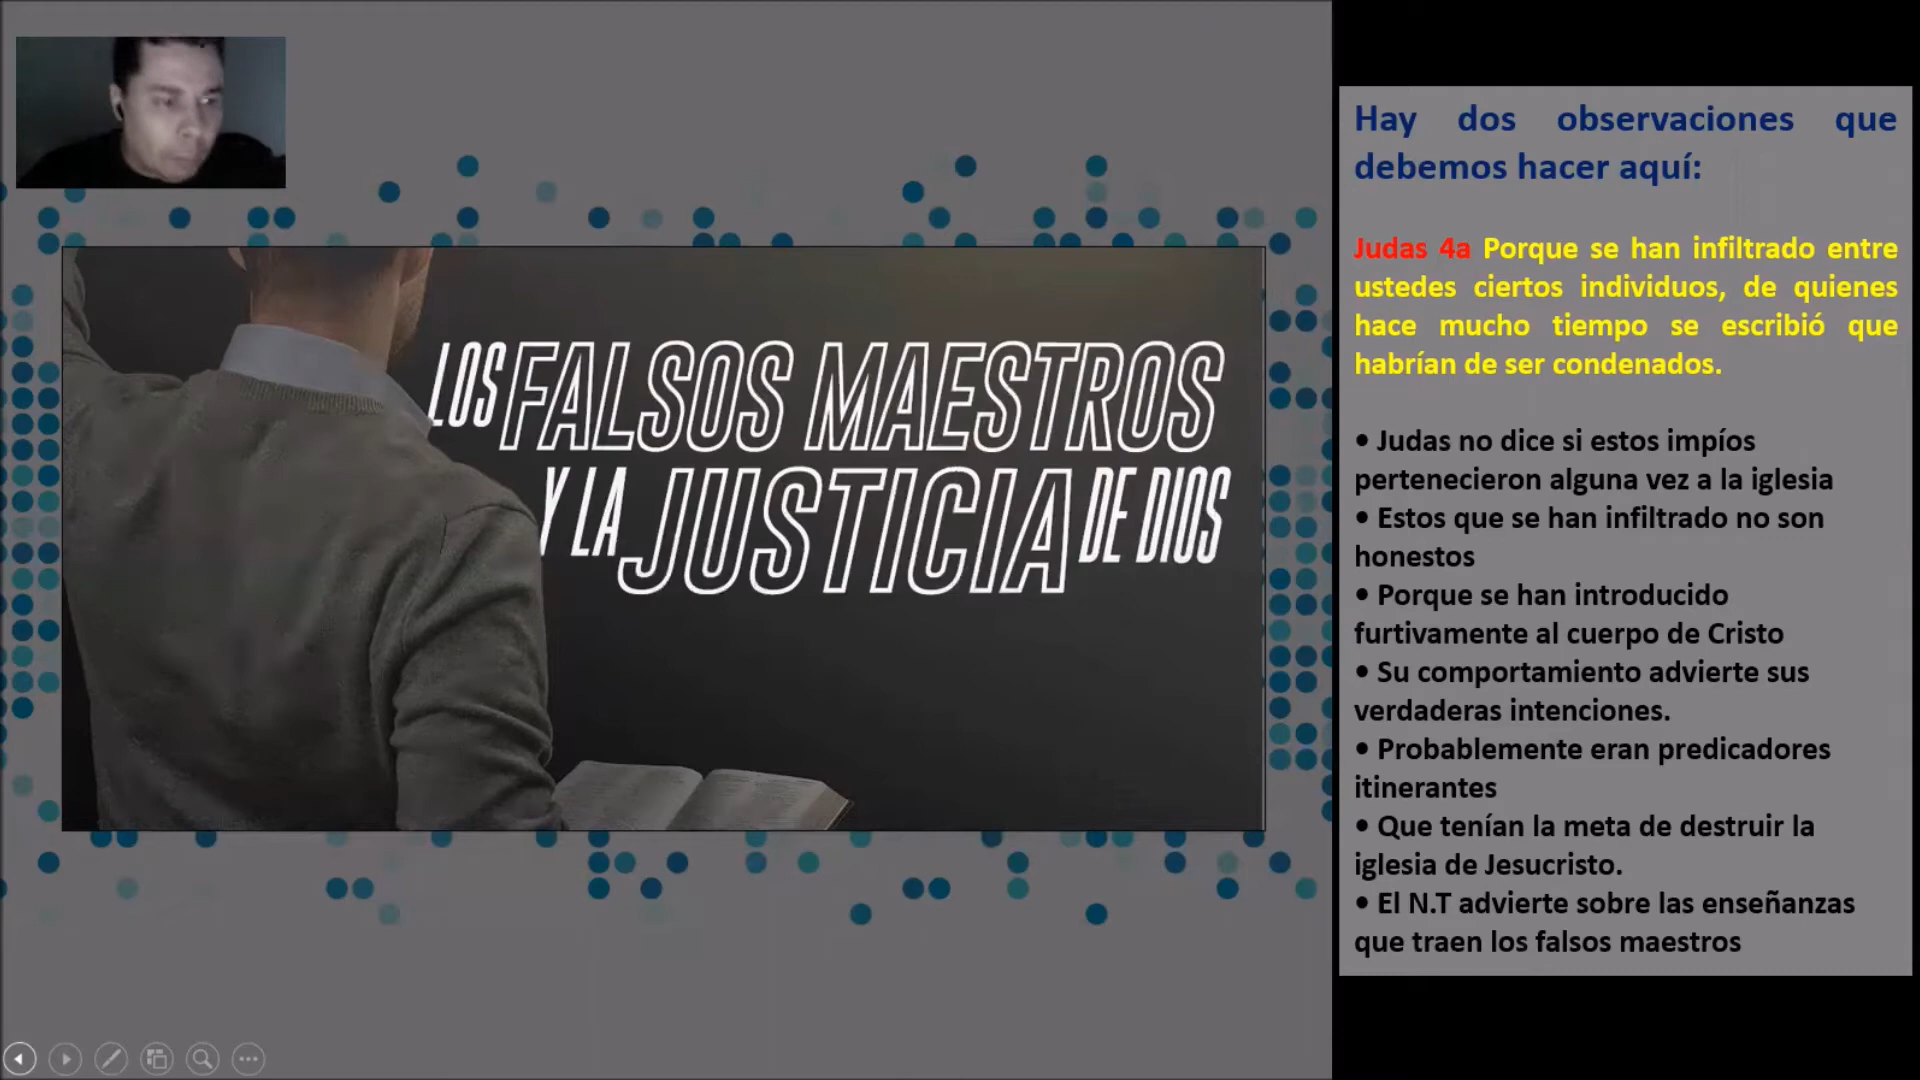 LOS FALSOS MAESTROS
Y LA JUSTICIA DE DIOS
Hay dos observaciones que
debemos hacer aquí:
Judas 4a Porque se han infiltrado entre
ustedes ciertos individuos, de quienes
hace mucho tiempo se escribió que
habrían de ser condenados.
• Judas no dice si estos impíos
pertenecieron alguna vez a la iglesia
• Estos que se han infiltrado no son
honestos
• Porque se han introducido
furtivamente al cuerpo de Cristo
• Su comportamiento advierte sus
verdaderas intenciones.
• Probablemente eran predicadores
itinerantes
• Que tenían la meta de destruir la
iglesia de Jesucristo.
• El N.T advierte sobre las enseñanzas
que traen los falsos maestros